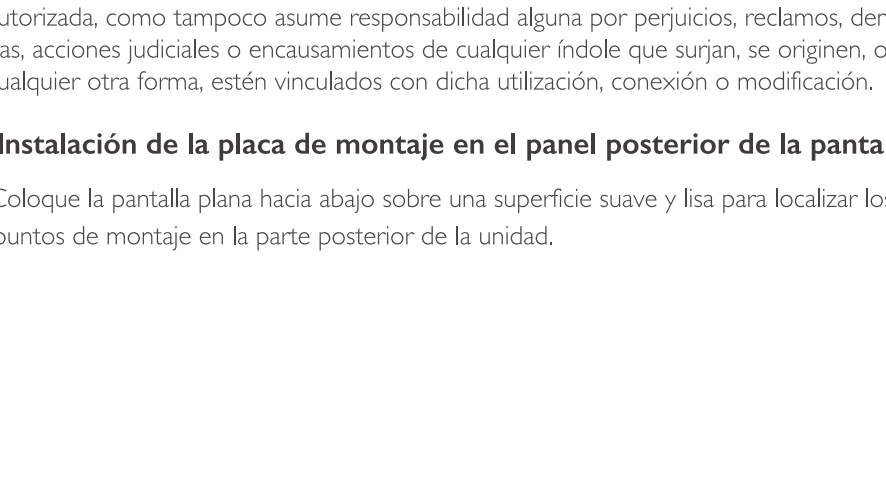 utorizada, como tampoco asume responsabilidad alguna por perjuicios, reclamos, der
as, acciones judiciales o encausamientos de cualquier índole que surjan, se originen, o
ualquier otra forma, estén vinculados con dicha utilización, conexión o modificación.
Instalación de la placa de montaje en el panel posterior de la panta
Coloque la pantalla plana hacia abajo sobre una superficie suave y lisa para localizar los
puntos de montaje en la parte posterior de la unidad.